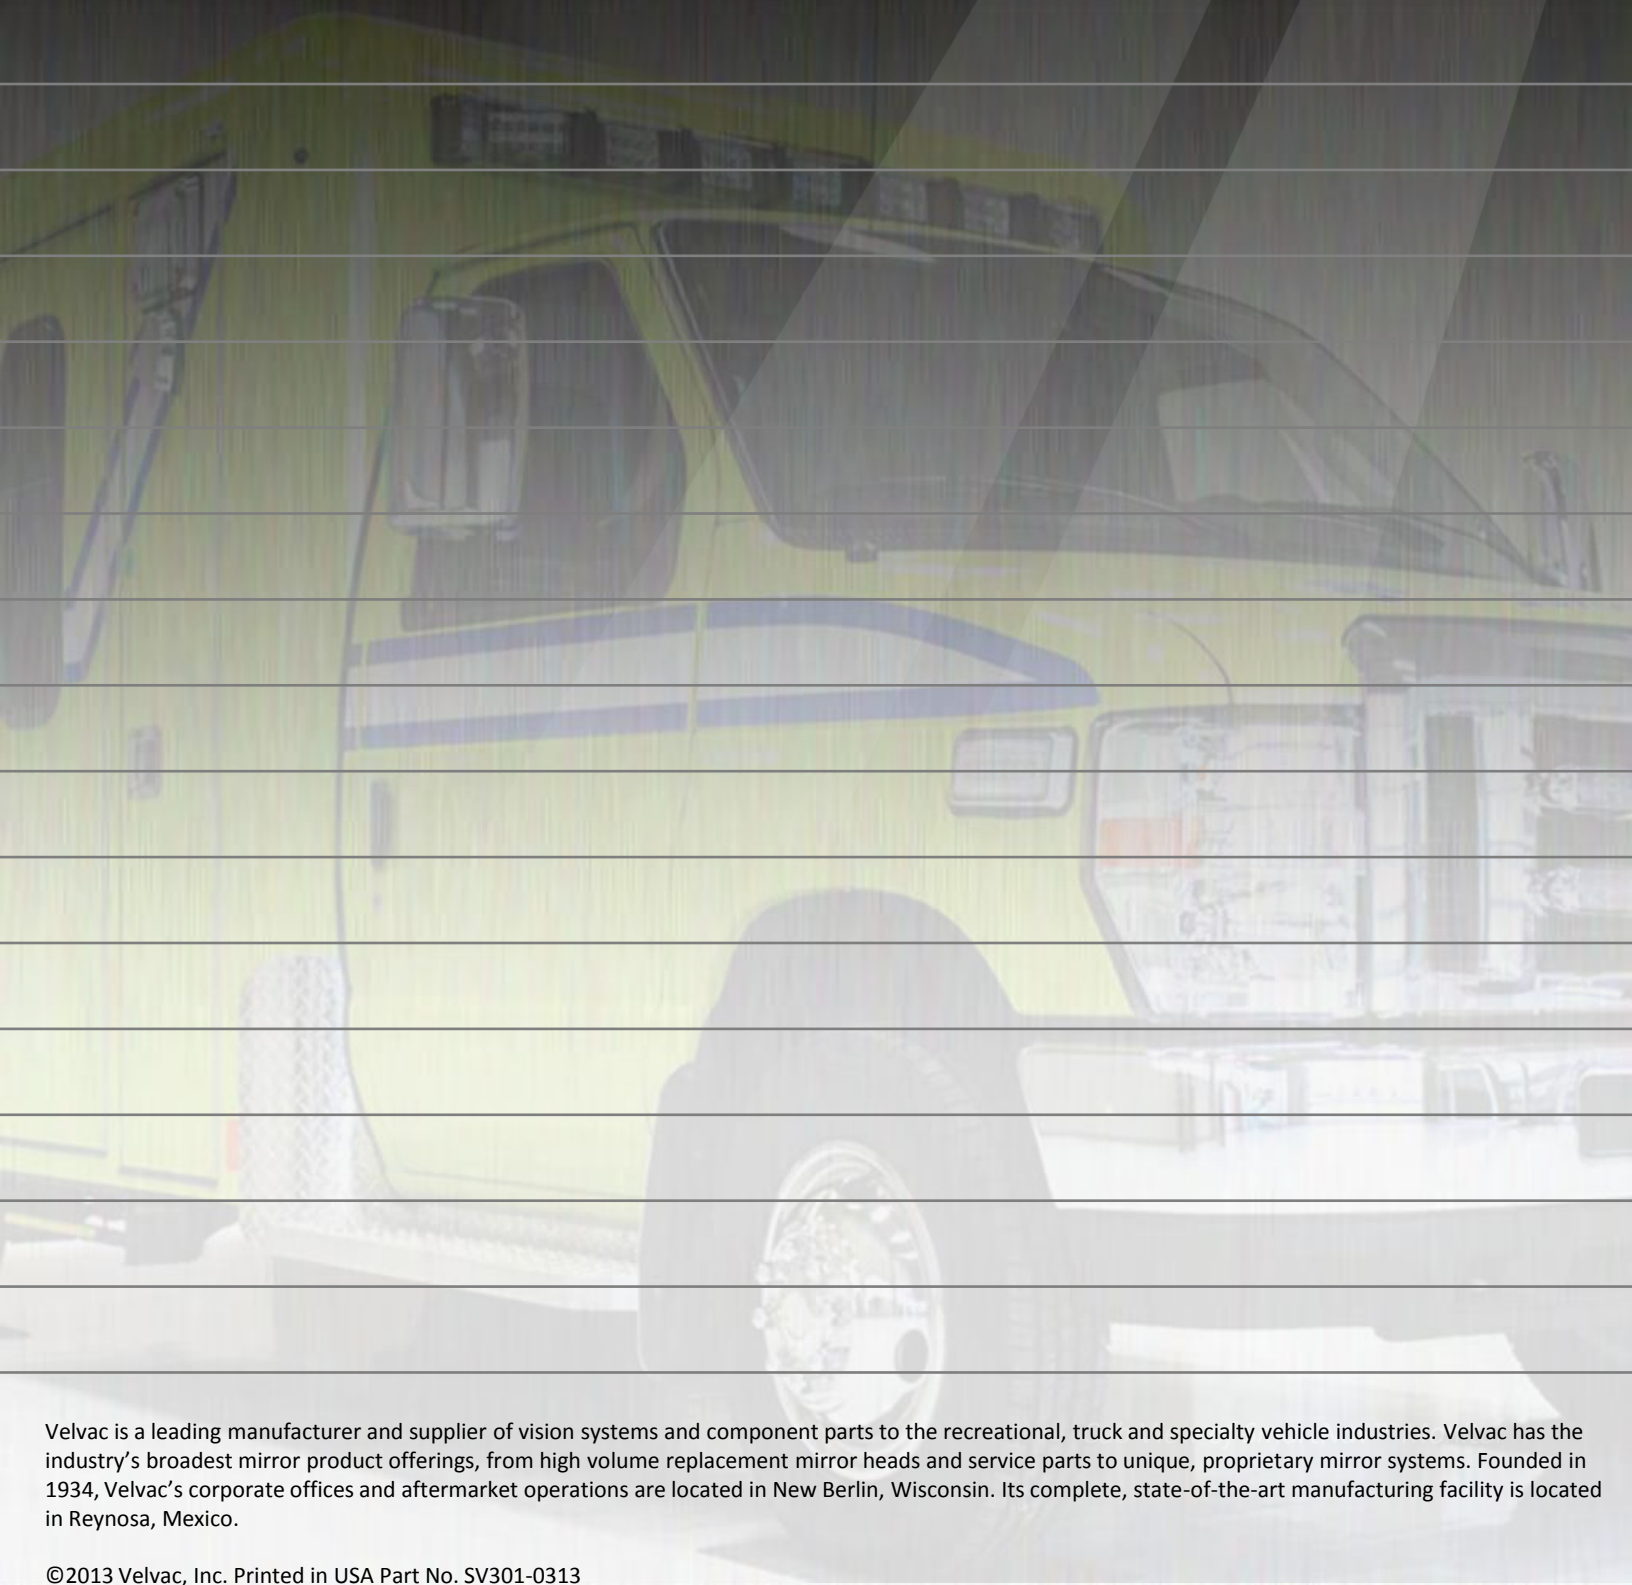 Velvac is a leading manufacturer and supplier of vision systems and component parts to the recreational, truck and specialty vehicle industries. Velvac has the
industry’s broadest mirror product offerings, from high volume replacement mirror heads and service parts to unique, proprietary mirror systems. Founded in
1934, Velvac’s corporate offices and aftermarket operations are located in New Berlin, Wisconsin. Its complete, state-of-the-art manufacturing facility is located
in Reynosa, Mexico.
©2013 Velvac, Inc. Printed in USA Part No. SV301-0313